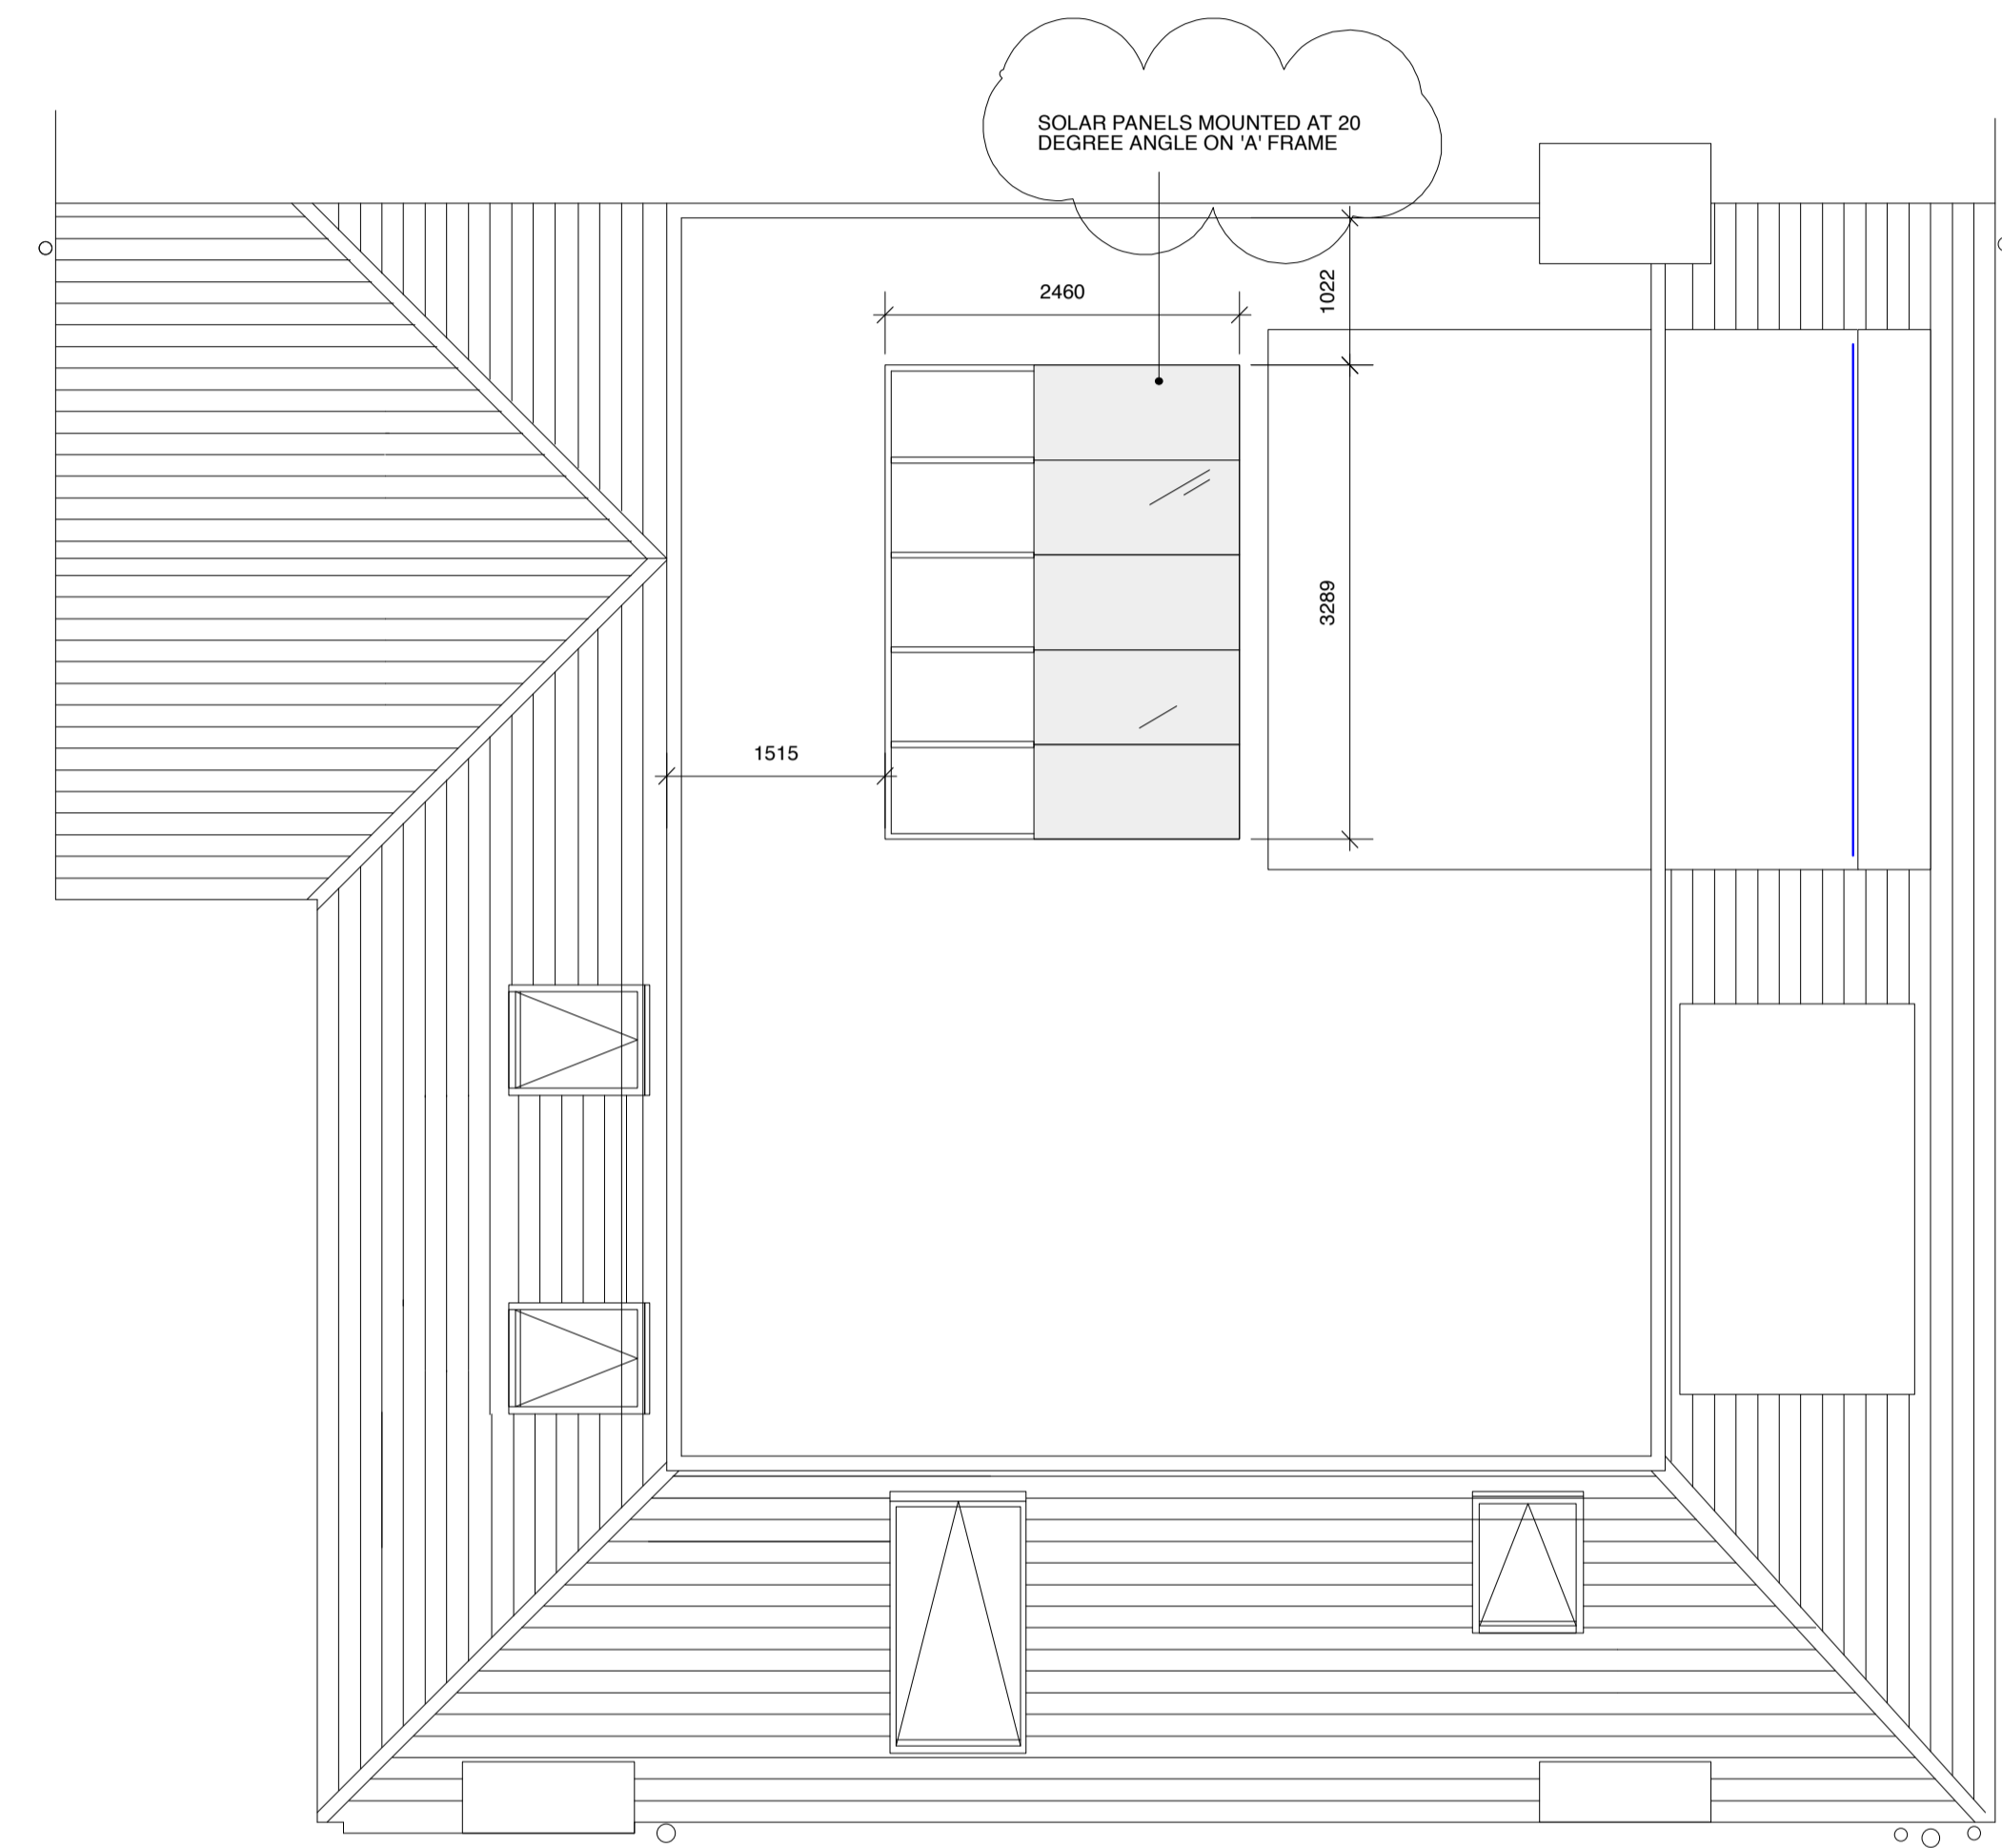 SOLAR PANELS MOUNTED AT 20
DEGREE ANGLE ON 'A' FRAME
2460
1022
3289
1515